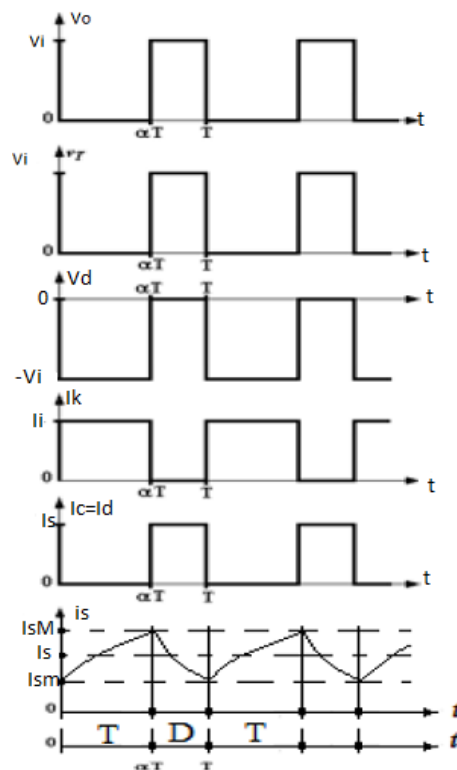 Vo
Vi
0 t
αT T
Vi vT
0 t
αT T
Vd αT T
0 t
-Vi
Ik
Ii
0 t
αT T
Ic=Id
Is
0 t
αT T
is
IsM
Is
Ism
0 t
T D T
0 t
αT T